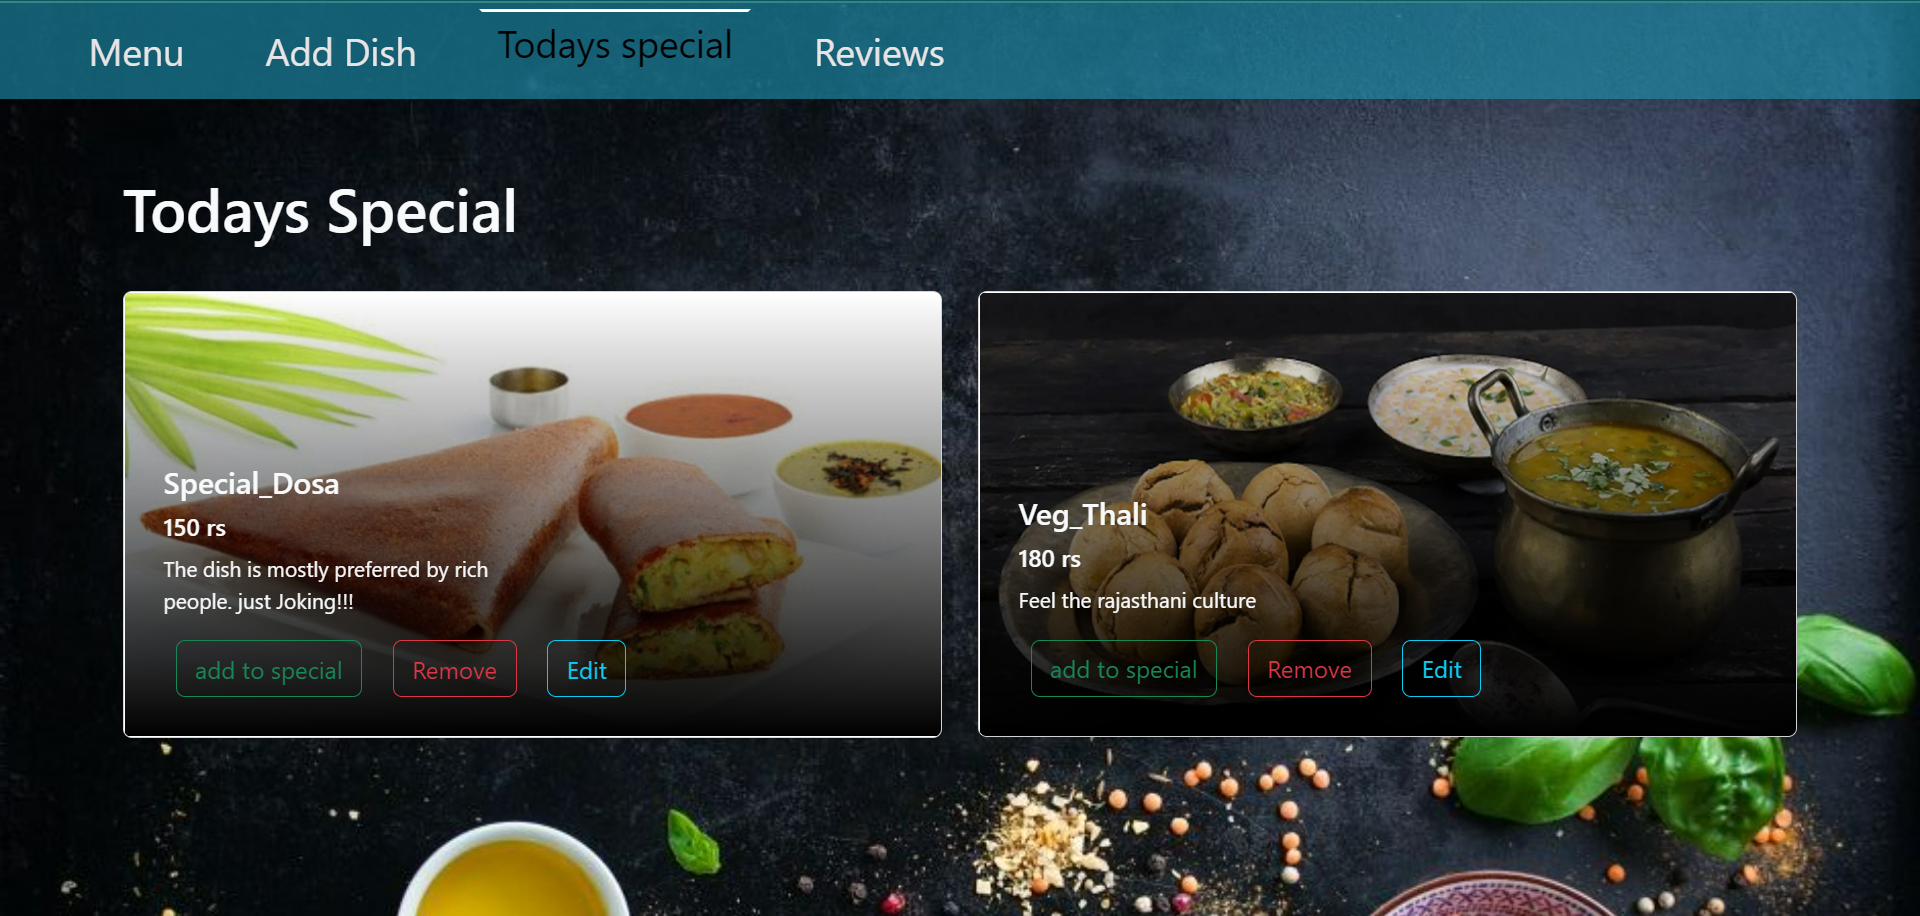 Menu Add Dish Todays special Reviews
Todays Special
Special_Dosa
150 rs
The dish is mostly preferred by rich
people. just Joking!!!
add to special Remove Edit
Veg_Thali
180 rs
Feel the rajasthani culture
add to special Remove Edit